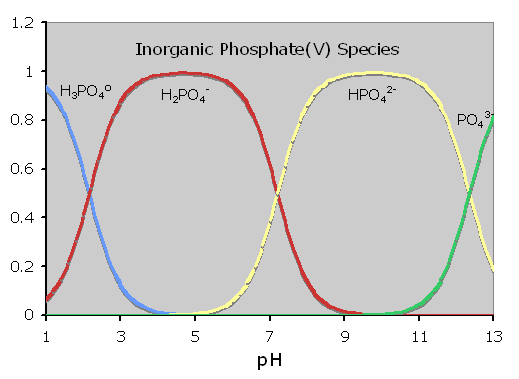 Inorganic Phosphate(V) Species
1.2
1
0.8
0.6
0.4
0.2
0
H₃PO₄⁰
H₂PO₄⁻
HPO₄²⁻
PO₄³⁻
1 3 5 7 9 11 13
pH